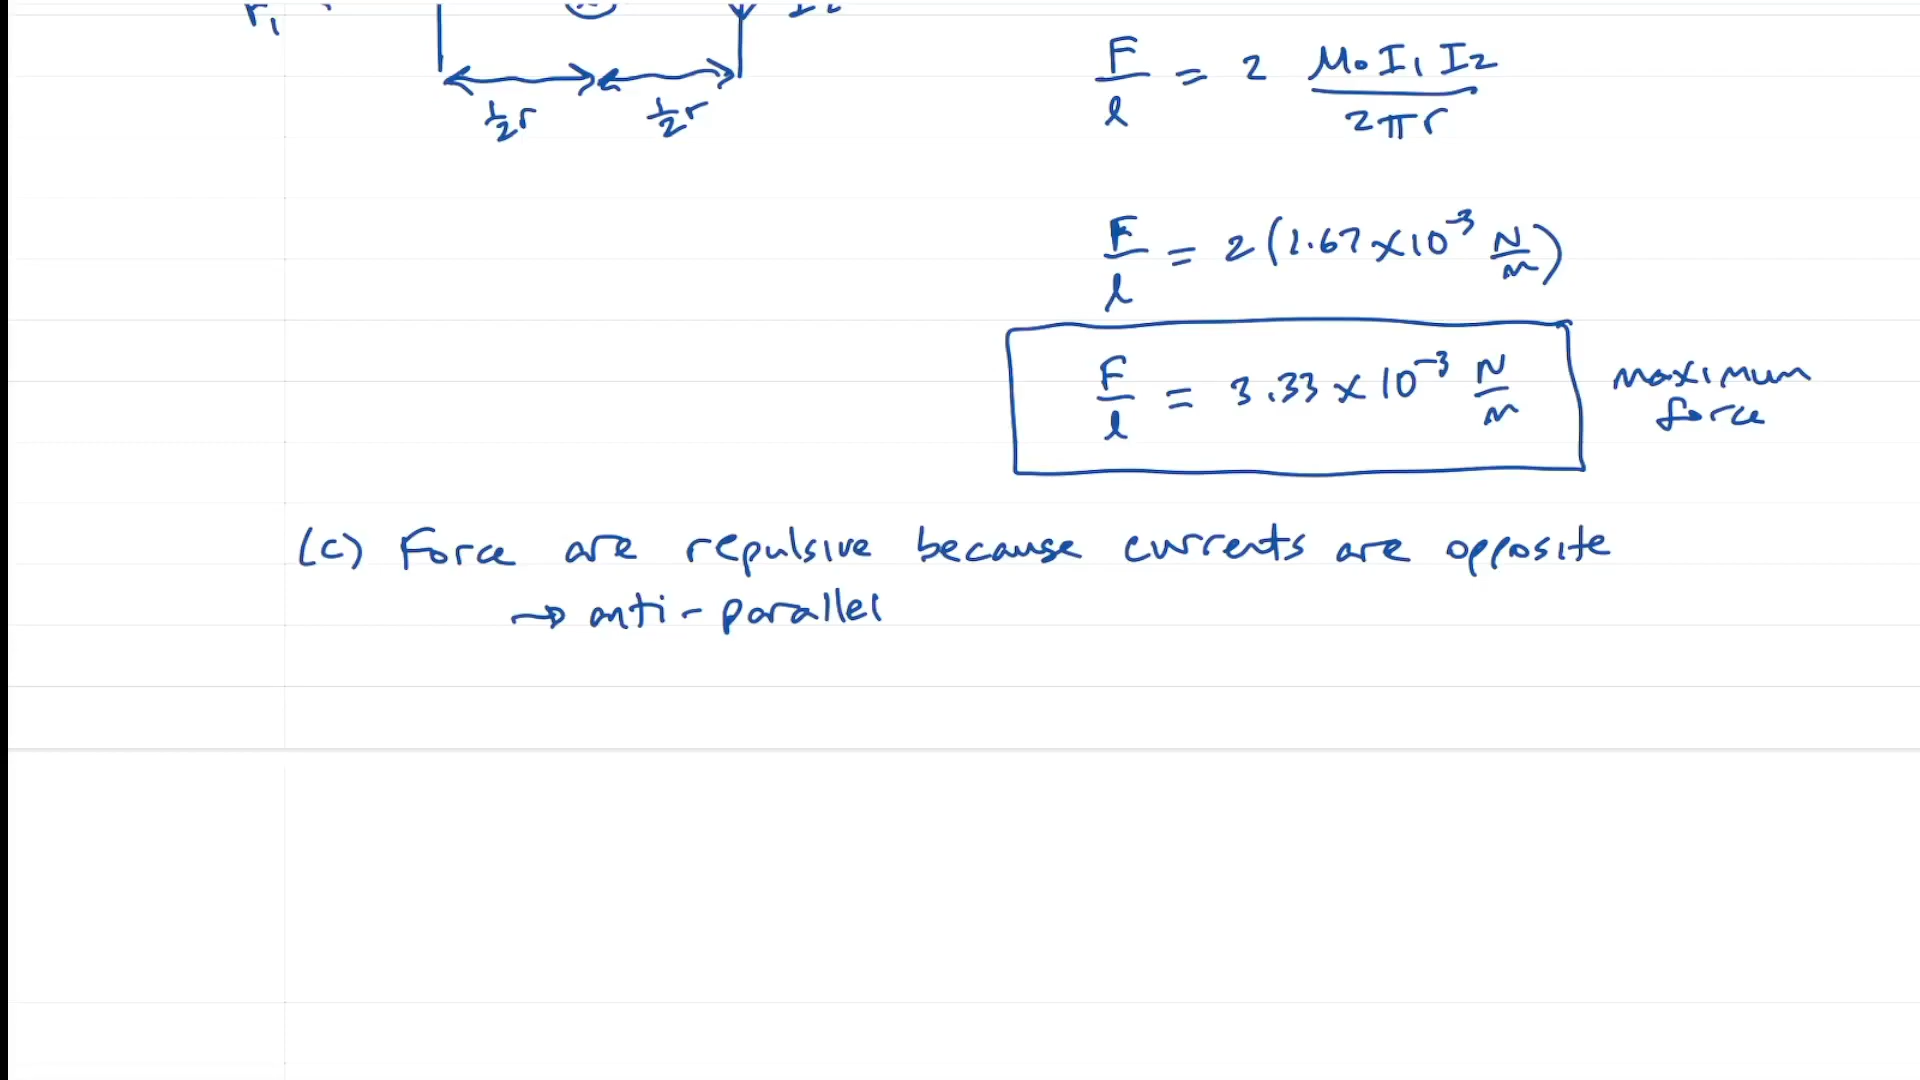 F/l = 2 μ₀I₁I₂/2πr
½r ½r
F/l = 2(1.67 × 10⁻³ N/m)
F/l = 3.33 × 10⁻³ N/m maximum
force
(c) Force are repulsive because currents are opposite
→ anti-parallel